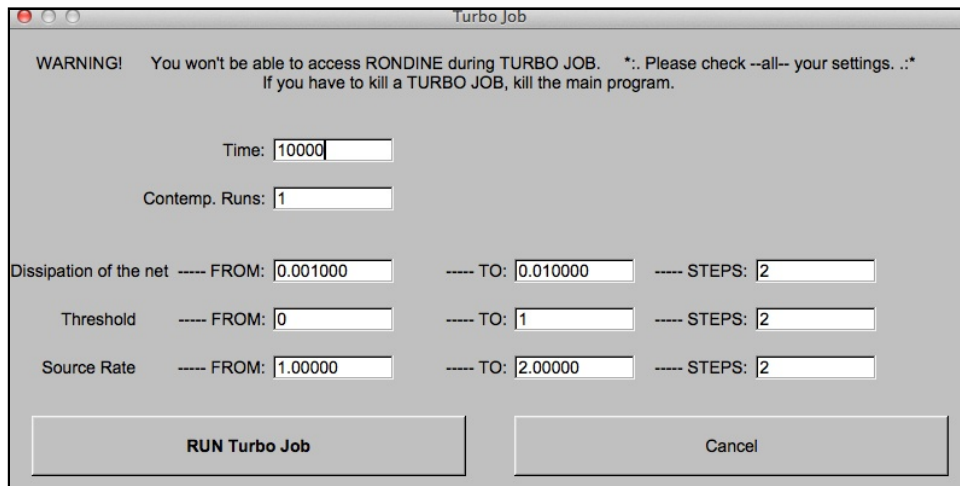 Turbo Job
WARNING! You won't be able to access RONDINE during TURBO JOB. *:. Please check --all-- your settings. .:*
If you have to kill a TURBO JOB, kill the main program.
Time: 10000
Contemp. Runs: 1
Dissipation of the net ----- FROM: 0.001000 ----- TO: 0.010000 ----- STEPS: 2
Threshold ----- FROM: 0 ----- TO: 1 ----- STEPS: 2
Source Rate ----- FROM: 1.00000 ----- TO: 2.00000 ----- STEPS: 2
RUN Turbo Job Cancel